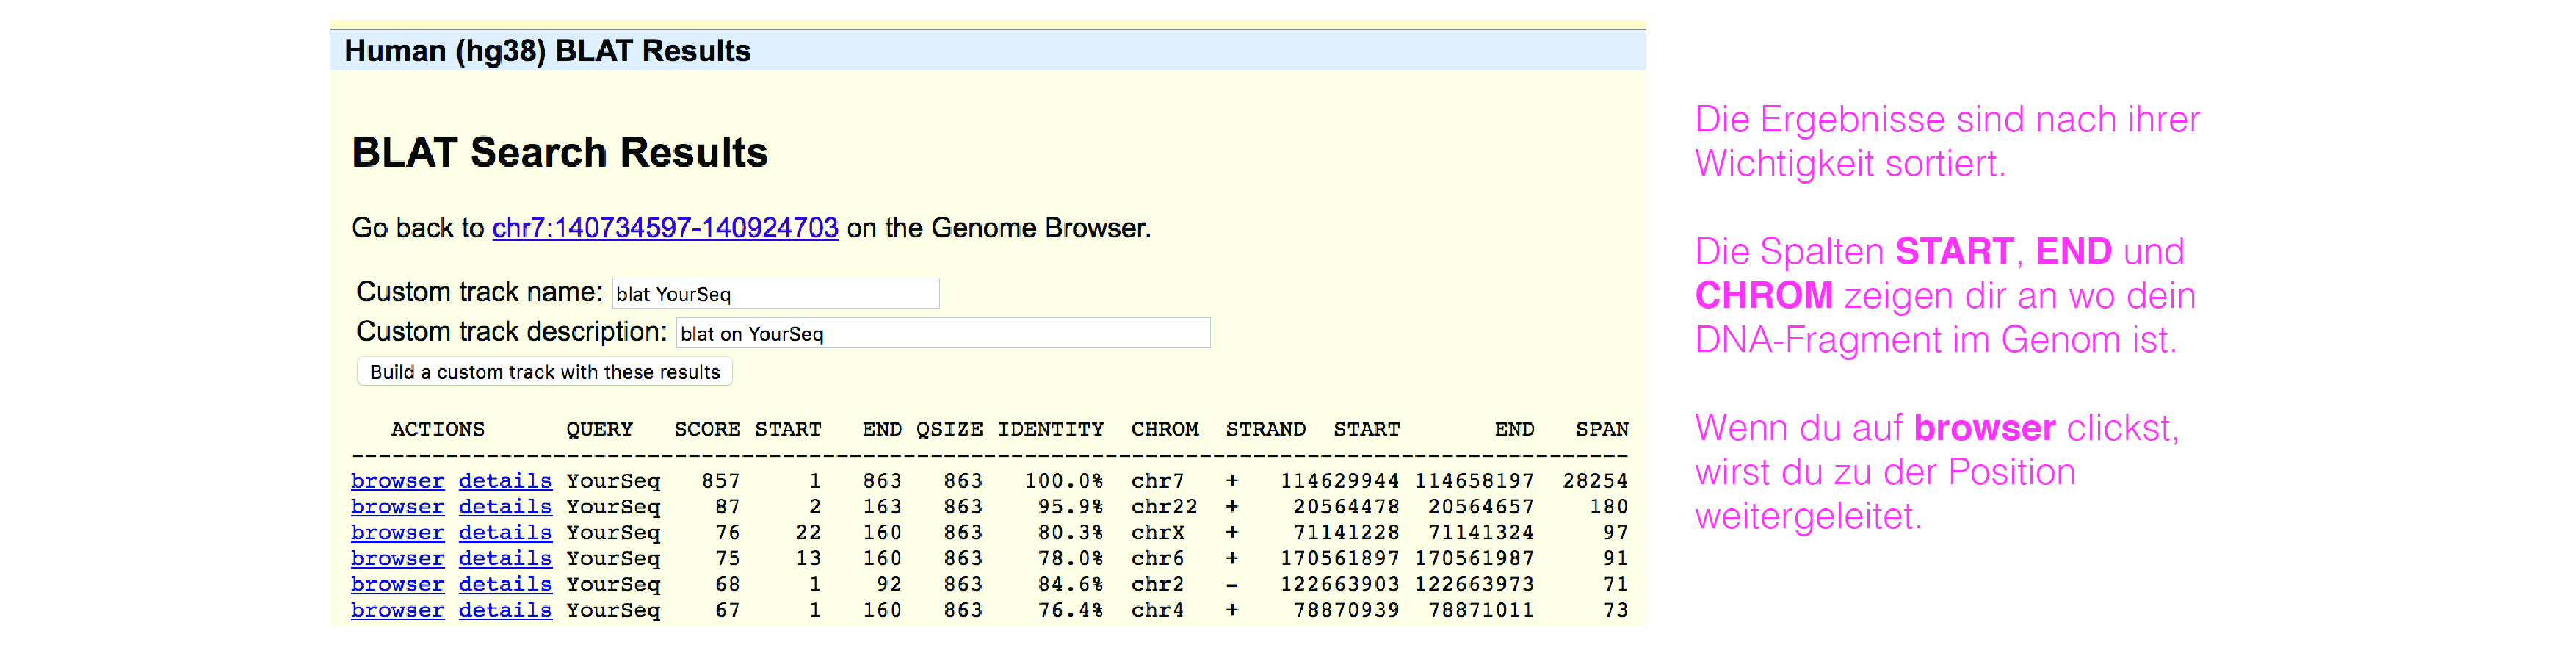 Human (hg38) BLAT Results
BLAT Search Results
Go back to chr7:140734597-140924703 on the Genome Browser.
Custom track name: blat YourSeq
Custom track description: blat on YourSeq
Build a custom track with these results
ACTIONS QUERY SCORE START END QSIZE IDENTITY CHROM STRAND START END SPAN
browser details YourSeq 857 1 863 863 100.0% chr7 + 114629944 114658197 28254
browser details YourSeq 87 2 163 863 95.9% chr22 + 20564478 20564657 180
browser details YourSeq 76 22 160 863 80.3% chrX + 71141228 71141324 97
browser details YourSeq 75 13 160 863 78.0% chr6 + 170561897 170561987 91
browser details YourSeq 68 1 92 863 84.6% chr2 - 122663903 122663973 71
browser details YourSeq 67 1 160 863 76.4% chr4 + 78870939 78871011 73
Die Ergebnisse sind nach ihrer
Wichtigkeit sortiert.
Die Spalten START, END und
CHROM zeigen dir an wo dein
DNA-Fragment im Genom ist.
Wenn du auf browser clickst,
wirst du zu der Position
weitergeleitet.